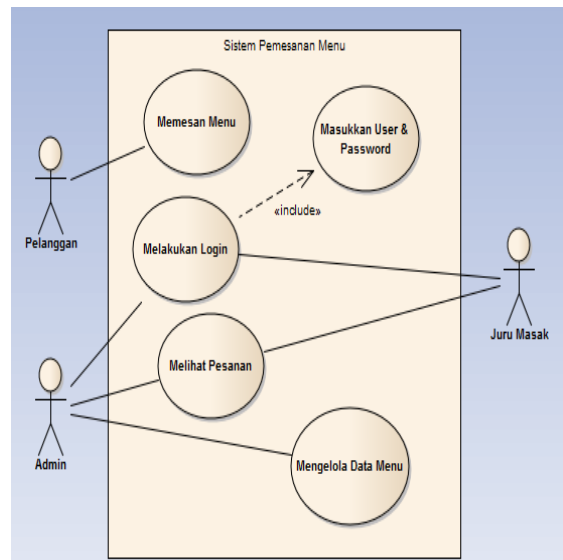 Sistem Pemesanan Menu
Memesan Menu
Masukkan User &
Password
«include»
Pelanggan
Melakukan Login
Juru Masak
Melihat Pesanan
Admin
Mengelola Data Menu